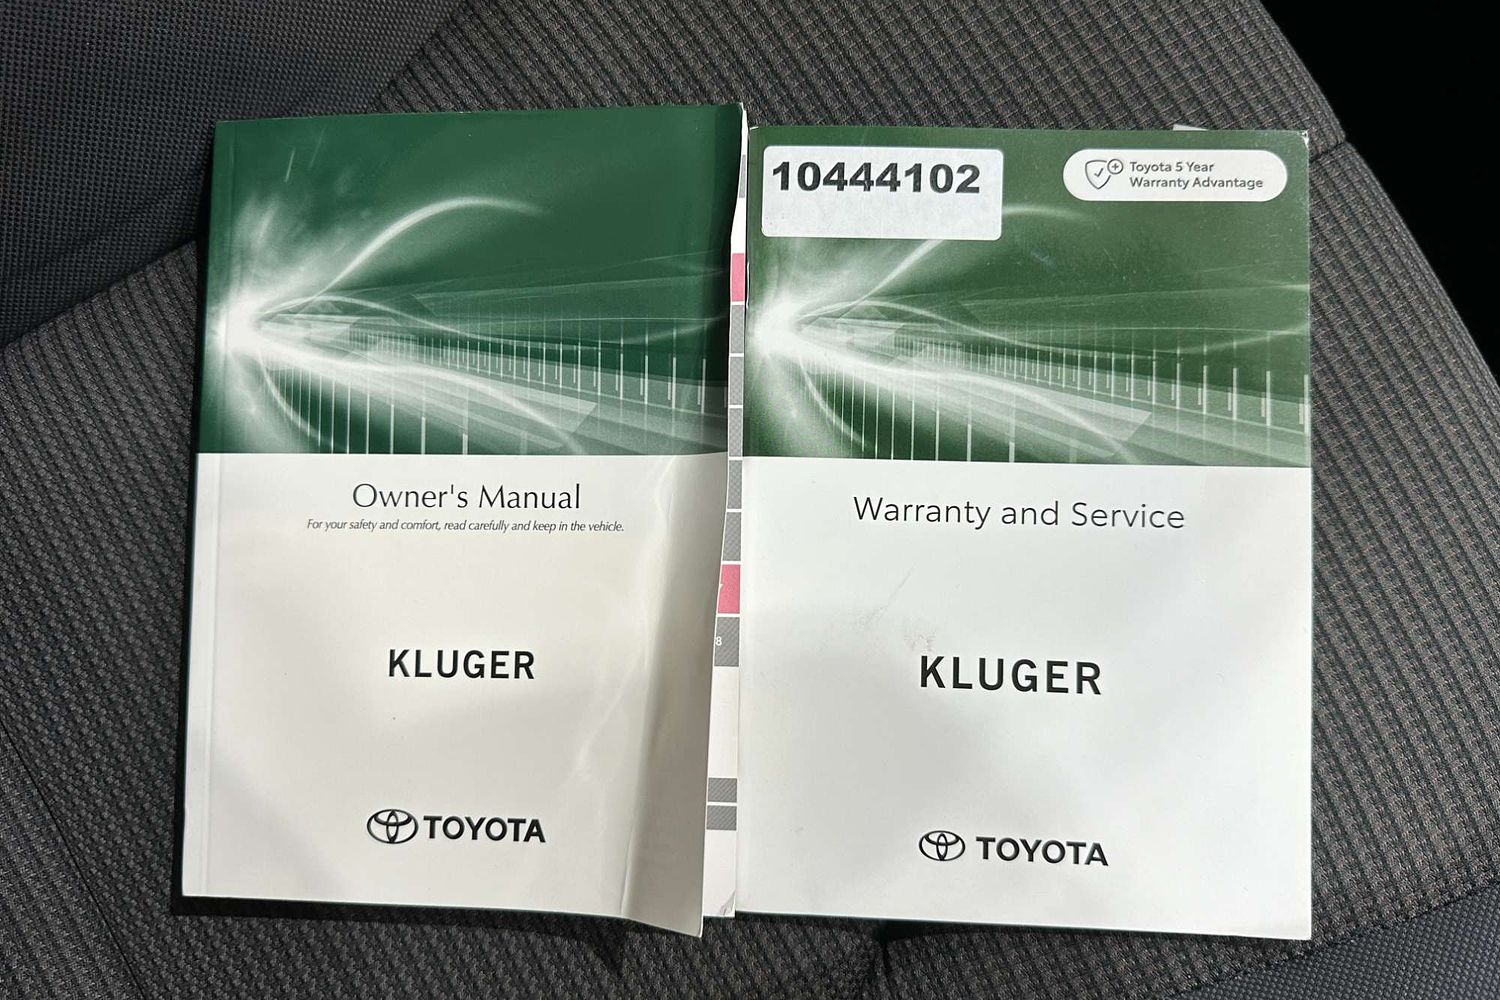 Owner's Manual
For your safety and comfort, read carefully and keep in the vehicle.
KLUGER
TOYOTA
8
10444102
Toyota 5 Year
Warranty Advantage
Warranty and Service
KLUGER
TOYOTA